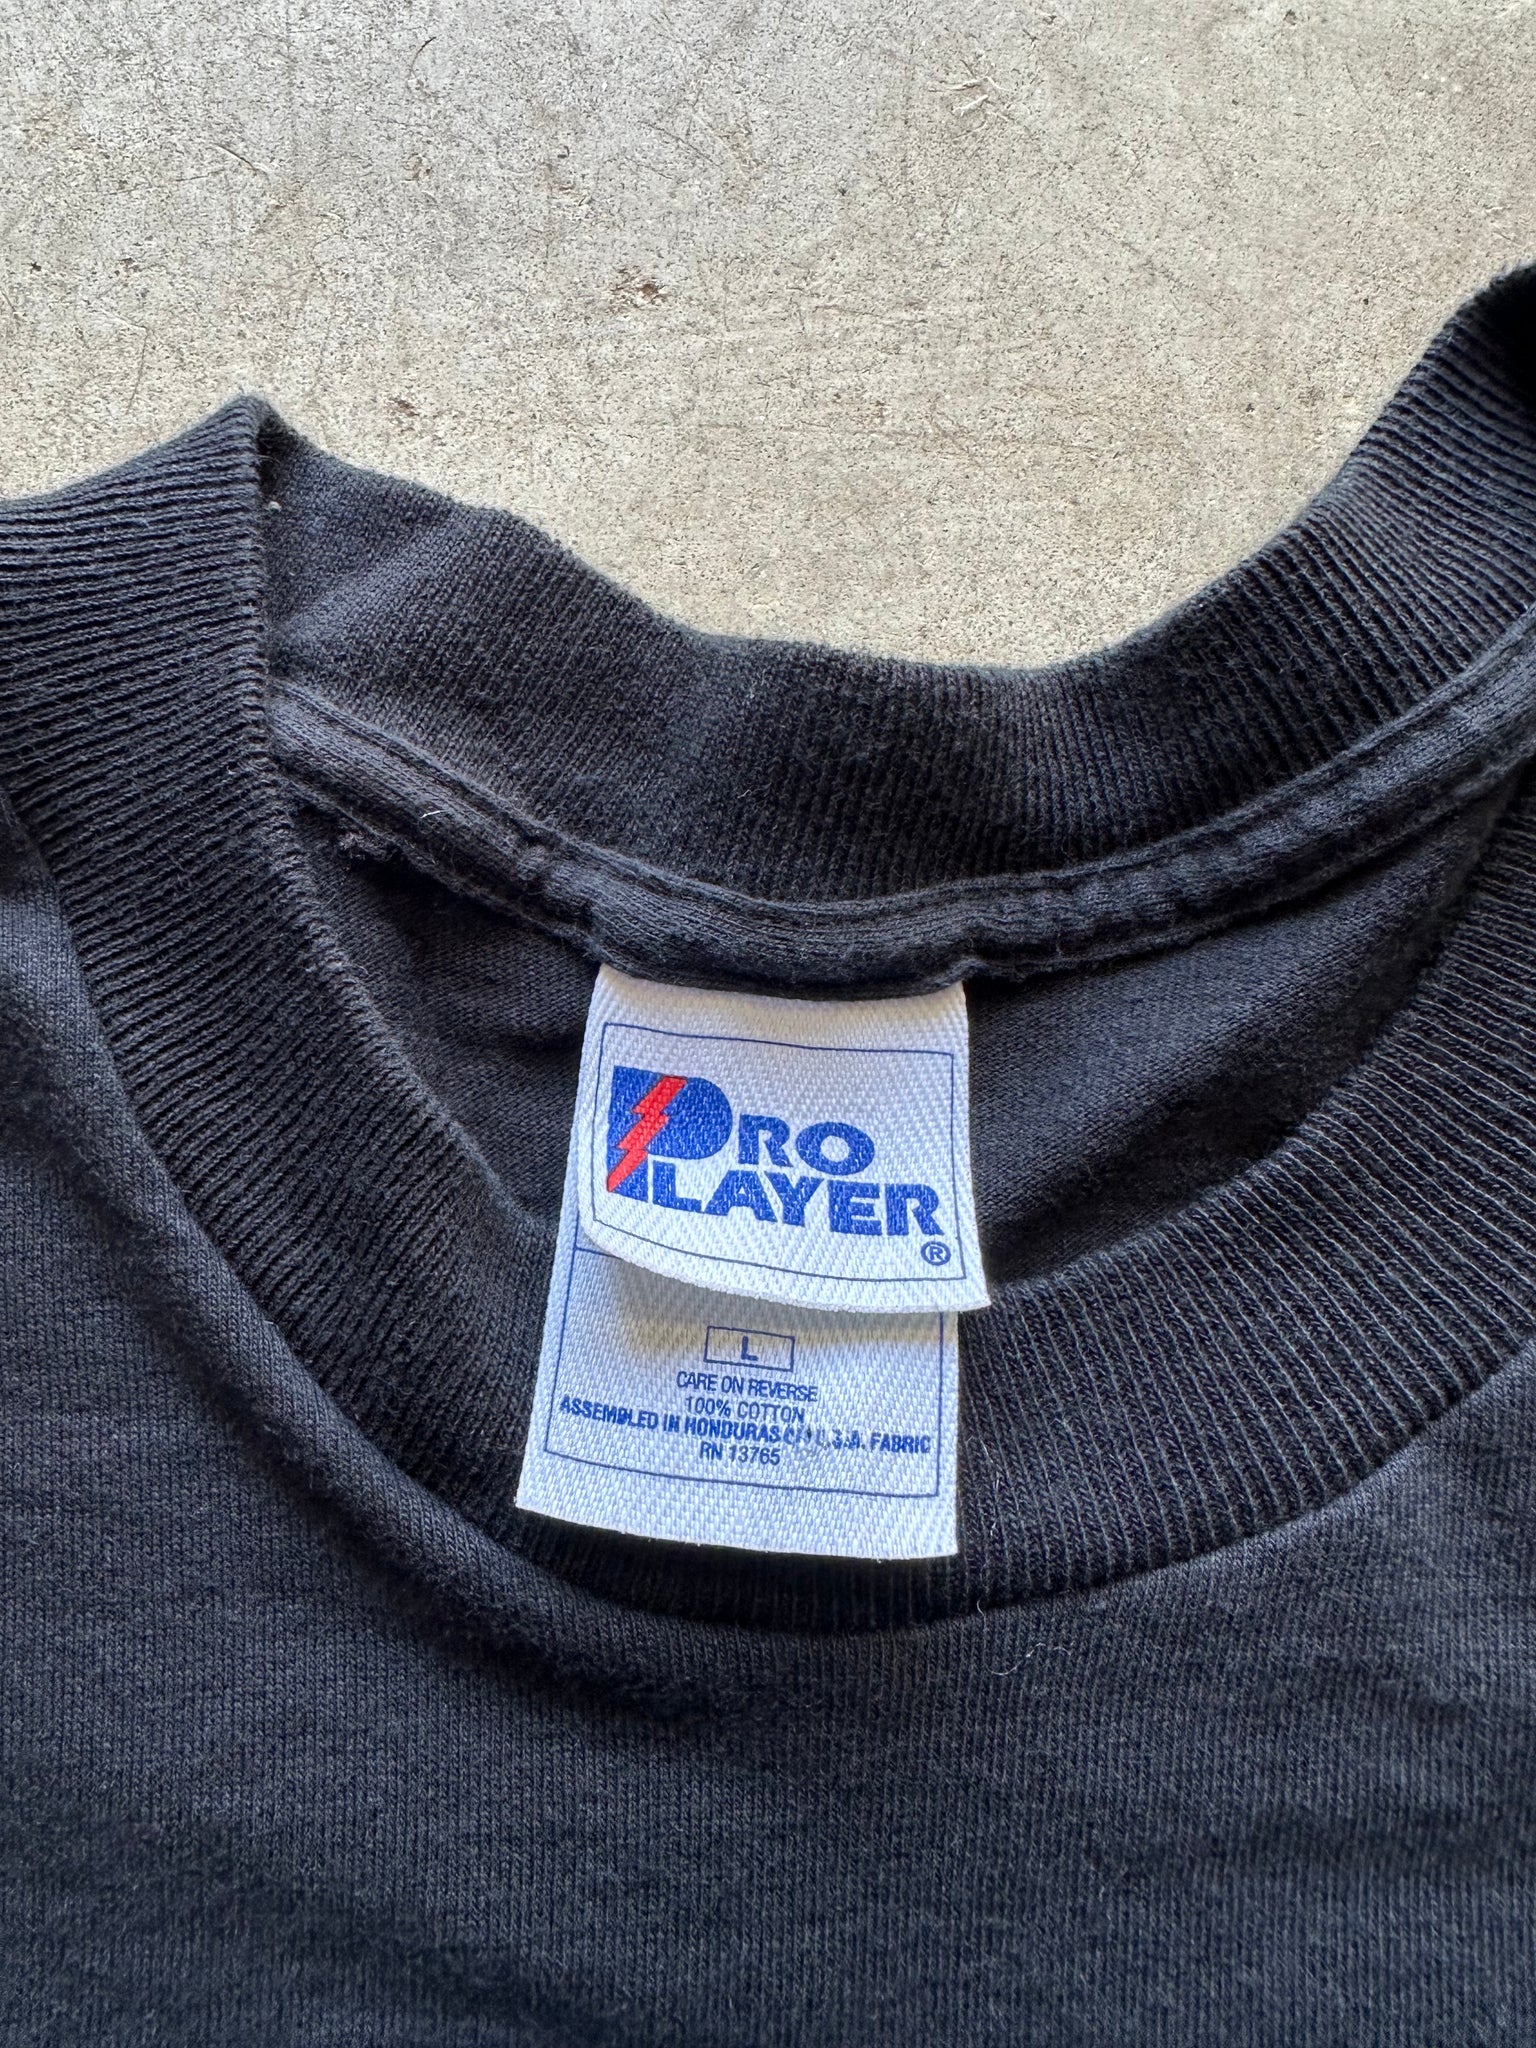 PRO
PLAYER
®
L
CARE ON REVERSE
100% COTTON
ASSEMBLED IN HONDURAS OF U.S.A. FABRIC
RN 13765